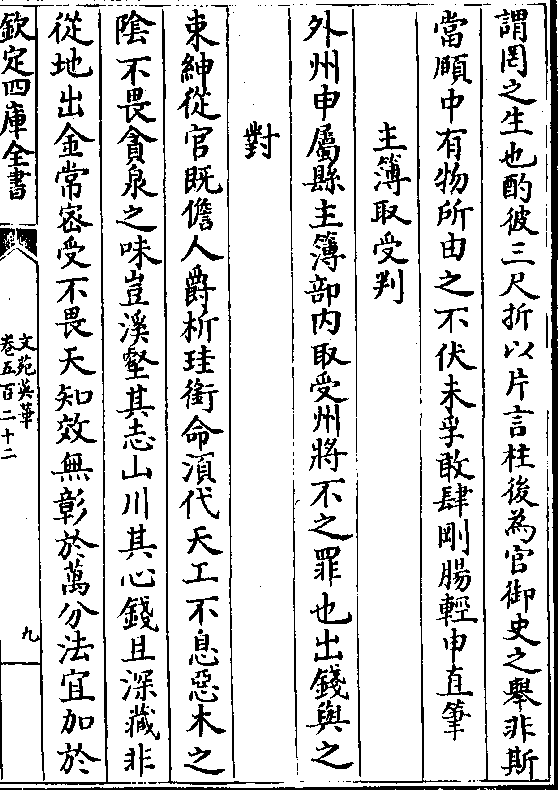 謂罔之生也酌彼三尺折以片言柱後為官御史之舉非斯
當頤中有物所由之不伏未孚敢肆剛腸輕申直筆
主簿取受判
外州申屬縣主簿部内取受州將不之罪也出錢與之
對
束紳從官既儋人爵析珪銜命湏代天工不息惡木之
陰不畏貪泉之味豈溪壑其志山川其心錢且深藏非
從地出金常宻受不畏天知效無彰於萬分法宜加於
欽定四庫全書
文苑英華
卷五百二十二
九